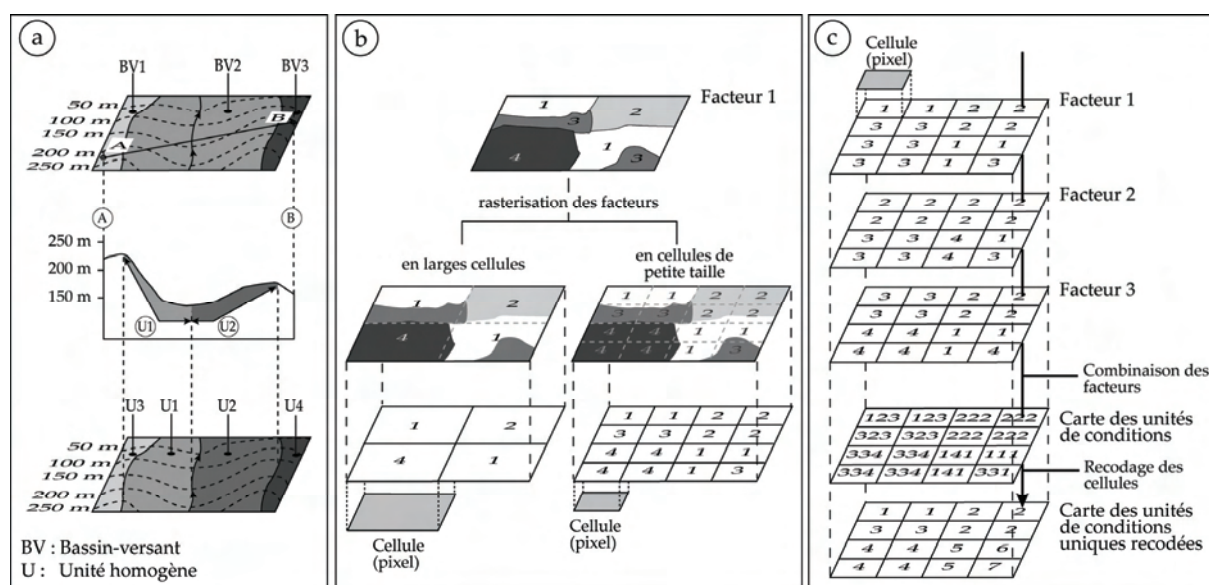 a
BV1 BV2 BV3
50 m
100 m
150 m
200 m
250 m
A B
A B
250 m
200 m
150 m
U1 U2
U3 U1 U2 U4
50 m
100 m
150 m
200 m
250 m
BV : Bassin-versant
U : Unité homogène
b
Facteur 1
1 2
3
4 1
3
rasterisation des facteurs
en larges cellules
en cellules de
petite taille
1 2
4 1
1 1 2 2
3 3 2 2
4 4 1 1
4 4 1 3
1 2
4 1
1 1 2 2
3 3 2 2
4 4 1 1
4 4 1 3
Cellule
(pixel)
Cellule
(pixel)
c
Cellule
(pixel)
Facteur 1
1 1 2 2
3 3 2 2
3 3 1 1
3 3 1 3
Facteur 2
2 2 2 2
2 2 2 2
3 3 4 1
3 3 4 3
Facteur 3
3 3 2 2
3 3 2 2
4 4 1 1
4 4 1 4
Combinaison des
facteurs
Carte des unités
de conditions
123 123 222 222
323 323 222 222
334 334 141 111
334 334 141 331
Recodage des
cellules
Carte des unités
de conditions
uniques recodées
1 1 2 2
3 3 2 2
4 4 5 6
4 4 5 7